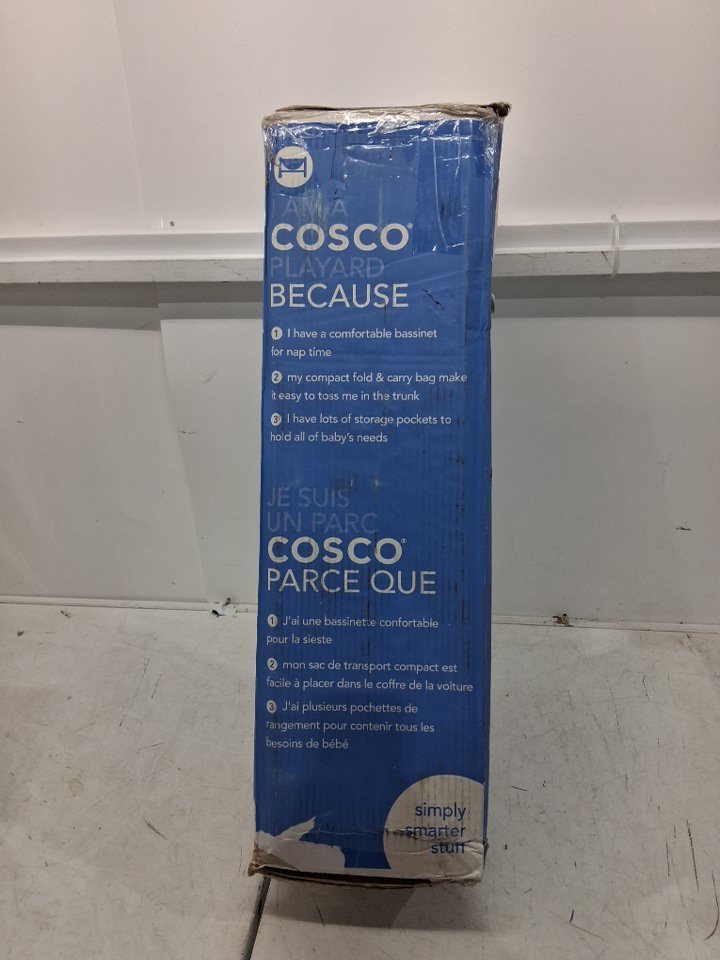 I AM A
COSCO®
PLAYARD
BECAUSE
1 I have a comfortable bassinet
for nap time
2 my compact fold & carry bag make
it easy to toss me in the trunk
3 I have lots of storage pockets to
hold all of baby's needs
JE SUIS
UN PARC
COSCO®
PARCE QUE
1 J'ai une bassinette confortable
pour la sieste
2 mon sac de transport compact est
facile à placer dans le coffre de la voiture
3 J'ai plusieurs pochettes de
rangement pour contenir tous les
besoins de bébé
simply
smarter
stuff